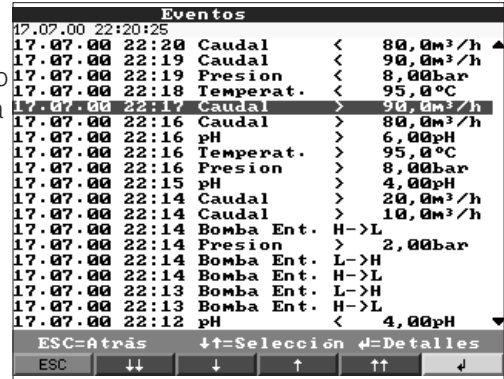 Eventos
17.07.00 22:20:25
17.07.00 22:20 Caudal < 80,0m³/h
17.07.00 22:19 Caudal < 90,0m³/h
17.07.00 22:19 Presion < 8,00bar
17.07.00 22:18 Temperat. < 95,0°C
17.07.00 22:17 Caudal > 90,0m³/h
17.07.00 22:16 Caudal > 80,0m³/h
17.07.00 22:16 pH > 6,00pH
17.07.00 22:16 Temperat. > 95,0°C
17.07.00 22:16 Presion > 8,00bar
17.07.00 22:15 pH > 4,00pH
17.07.00 22:14 Caudal > 20,0m³/h
17.07.00 22:14 Caudal > 10,0m³/h
17.07.00 22:14 Bomba Ent. H->L
17.07.00 22:14 Presion > 2,00bar
17.07.00 22:14 Bomba Ent. L->H
17.07.00 22:14 Bomba Ent. H->L
17.07.00 22:13 Bomba Ent. L->H
17.07.00 22:13 Bomba Ent. H->L
17.07.00 22:12 pH < 4,00pH
ESC=Atrás ↓↑=Selección ↵=Detalles
ESC ↓↓ ↓ ↑ ↑↑ ↵